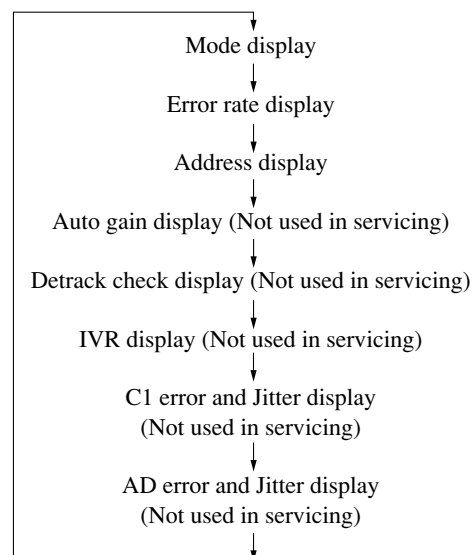 Mode display
Error rate display
Address display
Auto gain display (Not used in servicing)
Detrack check display (Not used in servicing)
IVR display (Not used in servicing)
C1 error and Jitter display
(Not used in servicing)
AD error and Jitter display
(Not used in servicing)